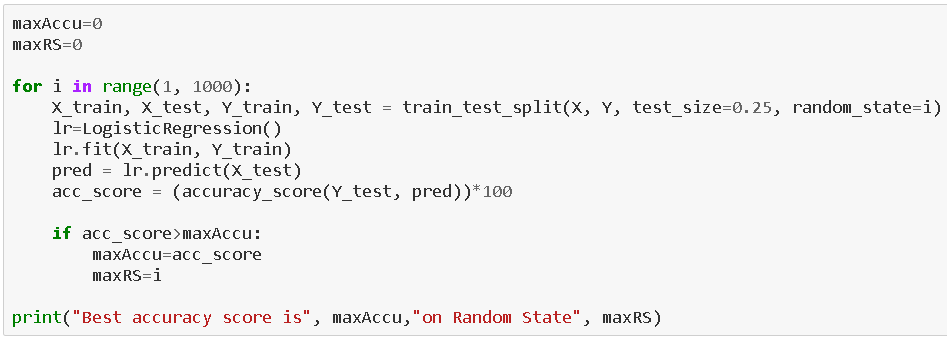 maxAccu=0
maxRS=0
for i in range(1, 1000):
    X_train, X_test, Y_train, Y_test = train_test_split(X, Y, test_size=0.25, random_state=i)
    lr=LogisticRegression()
    lr.fit(X_train, Y_train)
    pred = lr.predict(X_test)
    acc_score = (accuracy_score(Y_test, pred))*100
    if acc_score>maxAccu:
        maxAccu=acc_score
        maxRS=i
print("Best accuracy score is", maxAccu,"on Random State", maxRS)